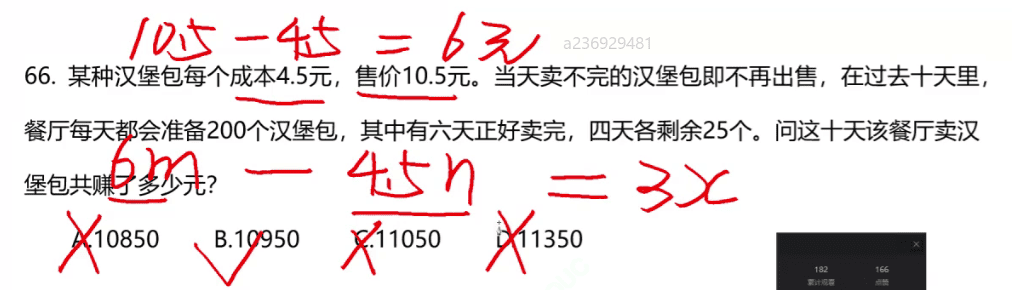 10.5-4.5=6元
a236929481
66. 某种汉堡包每个成本4.5元，售价10.5元。当天卖不完的汉堡包即不再出售，在过去十天里，
餐厅每天都会准备200个汉堡包，其中有六天正好卖完，四天各剩余25个。问这十天该餐厅卖汉
堡包共赚了多少元？
6m-4.5n=3x
A.10850 B.10950 C.11050 D.11350
182 166
累计观看 点赞